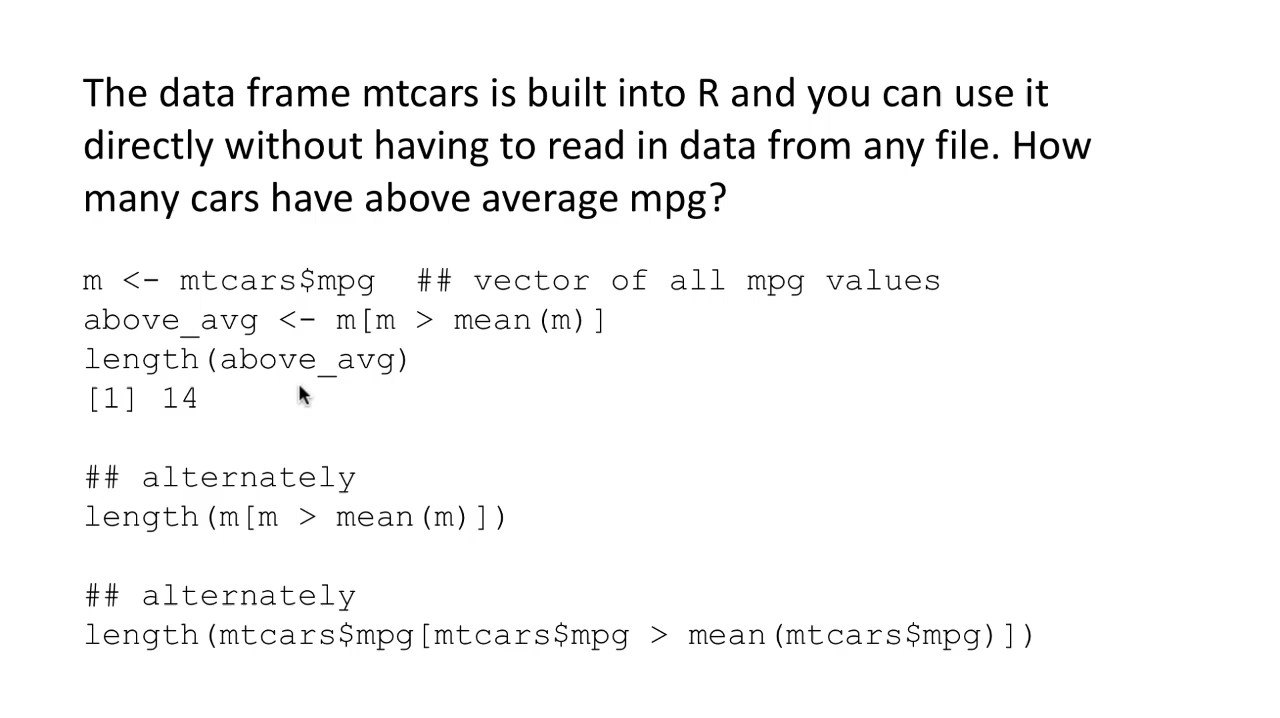 The data frame mtcars is built into R and you can use it
directly without having to read in data from any file. How
many cars have above average mpg?
m <- mtcars$mpg  ## vector of all mpg values
above_avg <- m[m > mean(m)]
length(above_avg)
[1] 14
## alternately
length(m[m > mean(m)])
## alternately
length(mtcars$mpg[mtcars$mpg > mean(mtcars$mpg)])